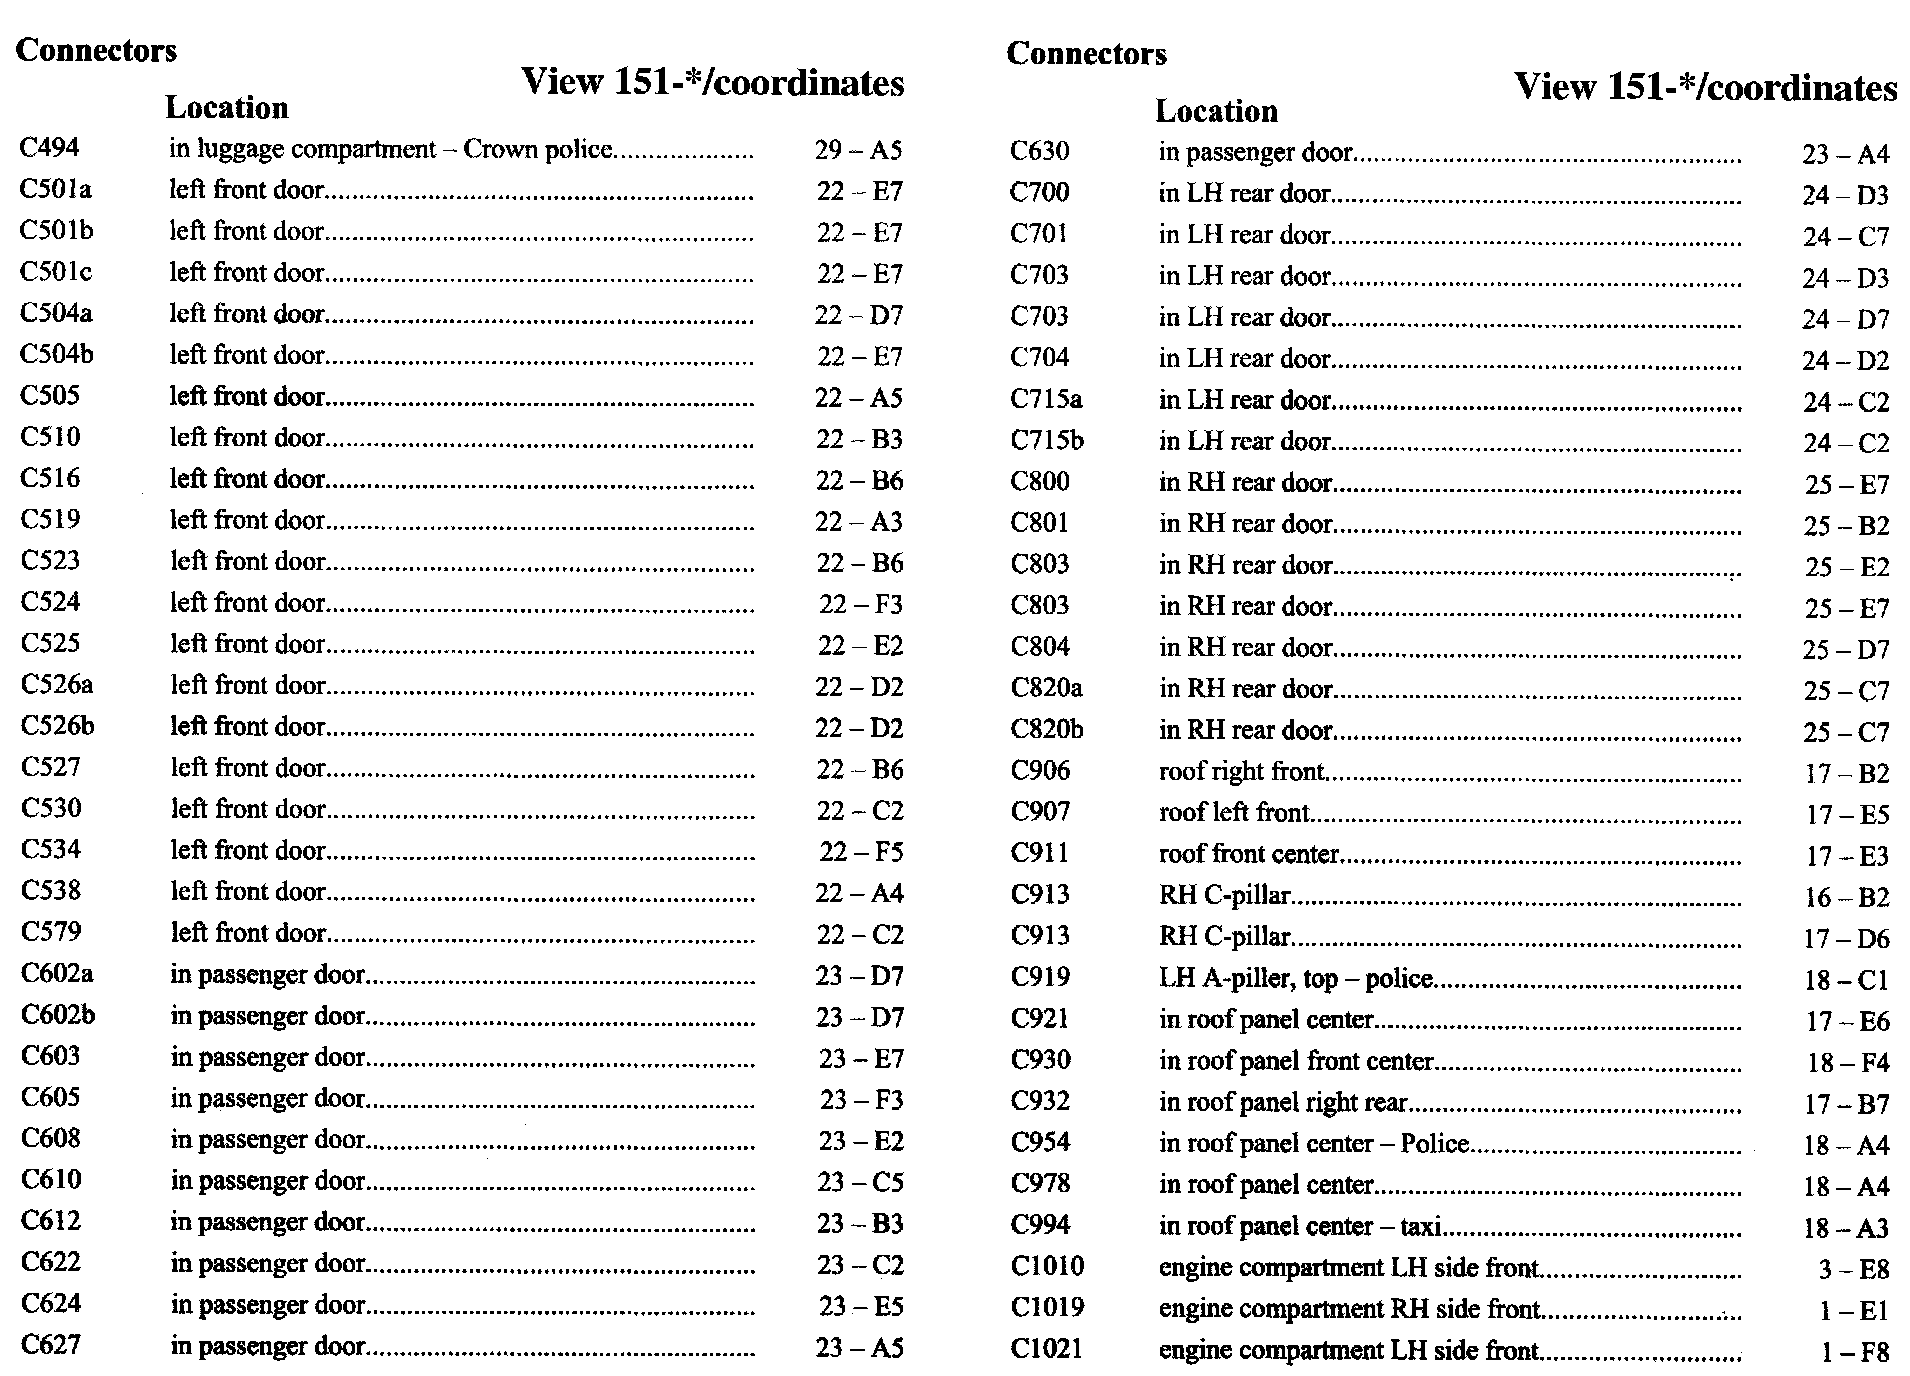 Connectors
View 151-*/coordinates
Location
C494 in luggage compartment – Crown police.................... 29 – A5
C501a left front door.................... 22 – E7
C501b left front door.................... 22 – E7
C501c left front door.................... 22 – E7
C504a left front door.................... 22 – D7
C504b left front door.................... 22 – E7
C505 left front door.................... 22 – A5
C510 left front door.................... 22 – B3
C516 left front door.................... 22 – B6
C519 left front door.................... 22 – A3
C523 left front door.................... 22 – B6
C524 left front door.................... 22 – F3
C525 left front door.................... 22 – E2
C526a left front door.................... 22 – D2
C526b left front door.................... 22 – D2
C527 left front door.................... 22 – B6
C530 left front door.................... 22 – C2
C534 left front door.................... 22 – F5
C538 left front door.................... 22 – A4
C579 left front door.................... 22 – C2
C602a in passenger door.................... 23 – D7
C602b in passenger door.................... 23 – D7
C603 in passenger door.................... 23 – E7
C605 in passenger door.................... 23 – F3
C608 in passenger door.................... 23 – E2
C610 in passenger door.................... 23 – C5
C612 in passenger door.................... 23 – B3
C622 in passenger door.................... 23 – C2
C624 in passenger door.................... 23 – E5
C627 in passenger door.................... 23 – A5
Connectors
View 151-*/coordinates
Location
C630 in passenger door.................... 23 – A4
C700 in LH rear door.................... 24 – D3
C701 in LH rear door.................... 24 – C7
C703 in LH rear door.................... 24 – D3
C703 in LH rear door.................... 24 – D7
C704 in LH rear door.................... 24 – D2
C715a in LH rear door.................... 24 – C2
C715b in LH rear door.................... 24 – C2
C800 in RH rear door.................... 25 – E7
C801 in RH rear door.................... 25 – B2
C803 in RH rear door.................... 25 – E2
C803 in RH rear door.................... 25 – E7
C804 in RH rear door.................... 25 – D7
C820a in RH rear door.................... 25 – C7
C820b in RH rear door.................... 25 – C7
C906 roof right front.................... 17 – B2
C907 roof left front.................... 17 – E5
C911 roof front center.................... 17 – E3
C913 RH C-pillar.................... 16 – B2
C913 RH C-pillar.................... 17 – D6
C919 LH A-piller, top – police.................... 18 – C1
C921 in roof panel center.................... 17 – E6
C930 in roof panel front center.................... 18 – F4
C932 in roof panel right rear.................... 17 – B7
C954 in roof panel center – Police.................... 18 – A4
C978 in roof panel center.................... 18 – A4
C994 in roof panel center – taxi.................... 18 – A3
C1010 engine compartment LH side front.................... 3 – E8
C1019 engine compartment RH side front.................... 1 – E1
C1021 engine compartment LH side front.................... 1 – F8